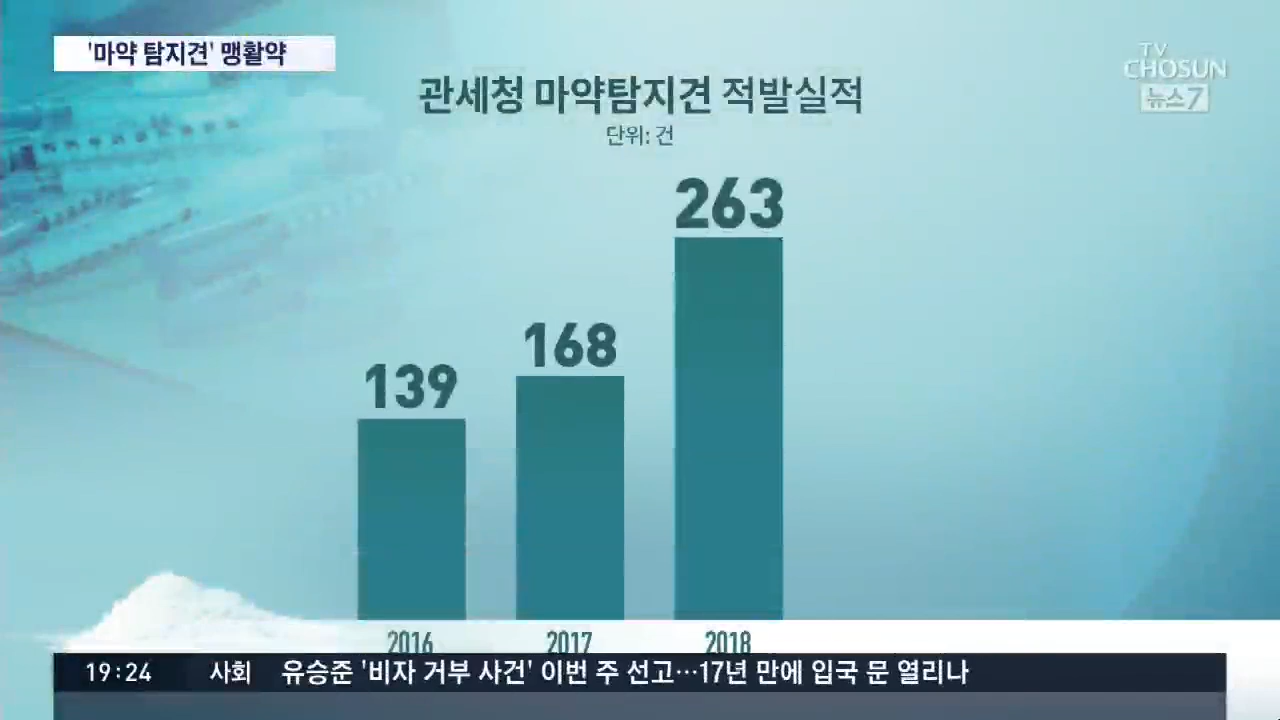 '마약 탐지견' 맹활약
TV
CHOSUN
뉴스7
관세청 마약탐지견 적발실적
단위: 건
263
168
139
2016 2017 2018
19:24 사회 유승준 '비자 거부 사건' 이번 주 선고…17년 만에 입국 문 열리나